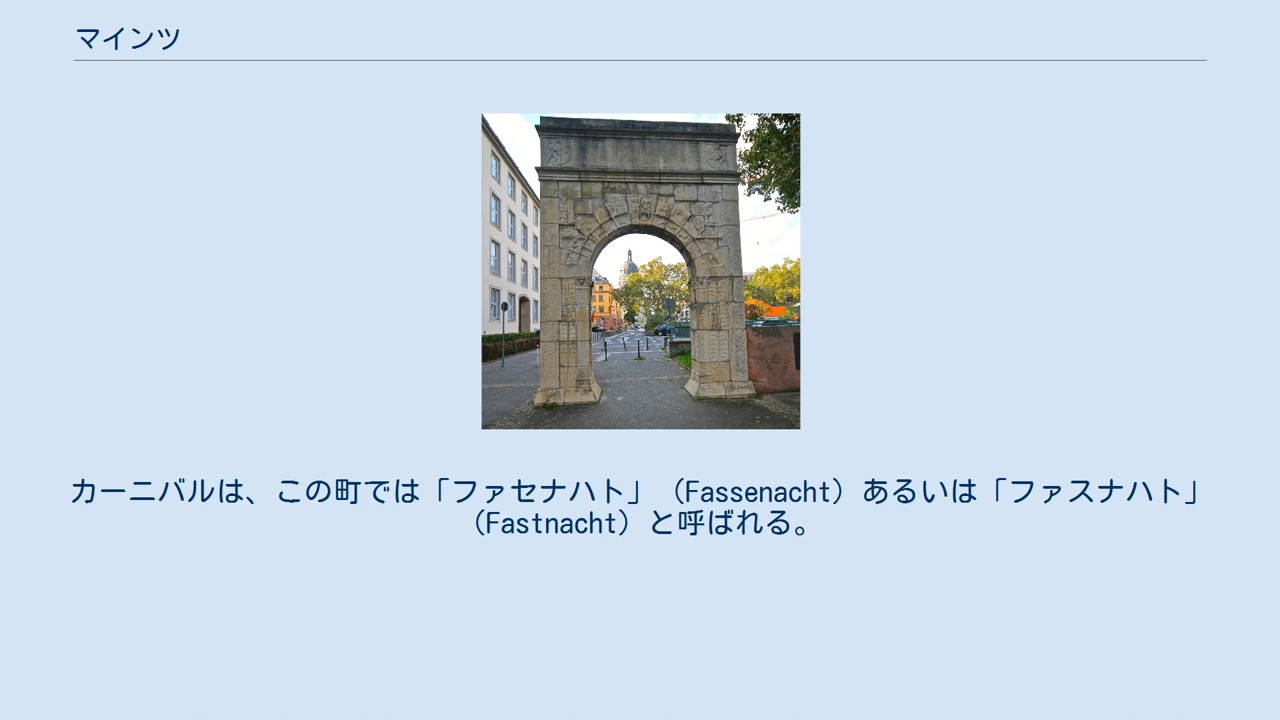 マインツ
カーニバルは、この町では「ファセナハト」（Fassenacht）あるいは「ファスナハト」
（Fastnacht）と呼ばれる。